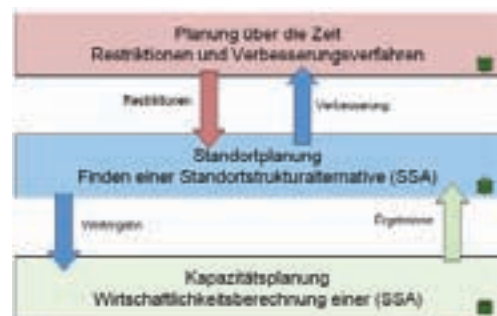 Planung über die Zeit
Restriktionen und Verbesserungsverfahren
Restriktionen
Verbesserung
Standortplanung
Finden einer Standortstrukturalternative (SSA)
Ergebnisse
Kapazitätsplanung
Wirtschaftlichkeitsberechnung einer (SSA)